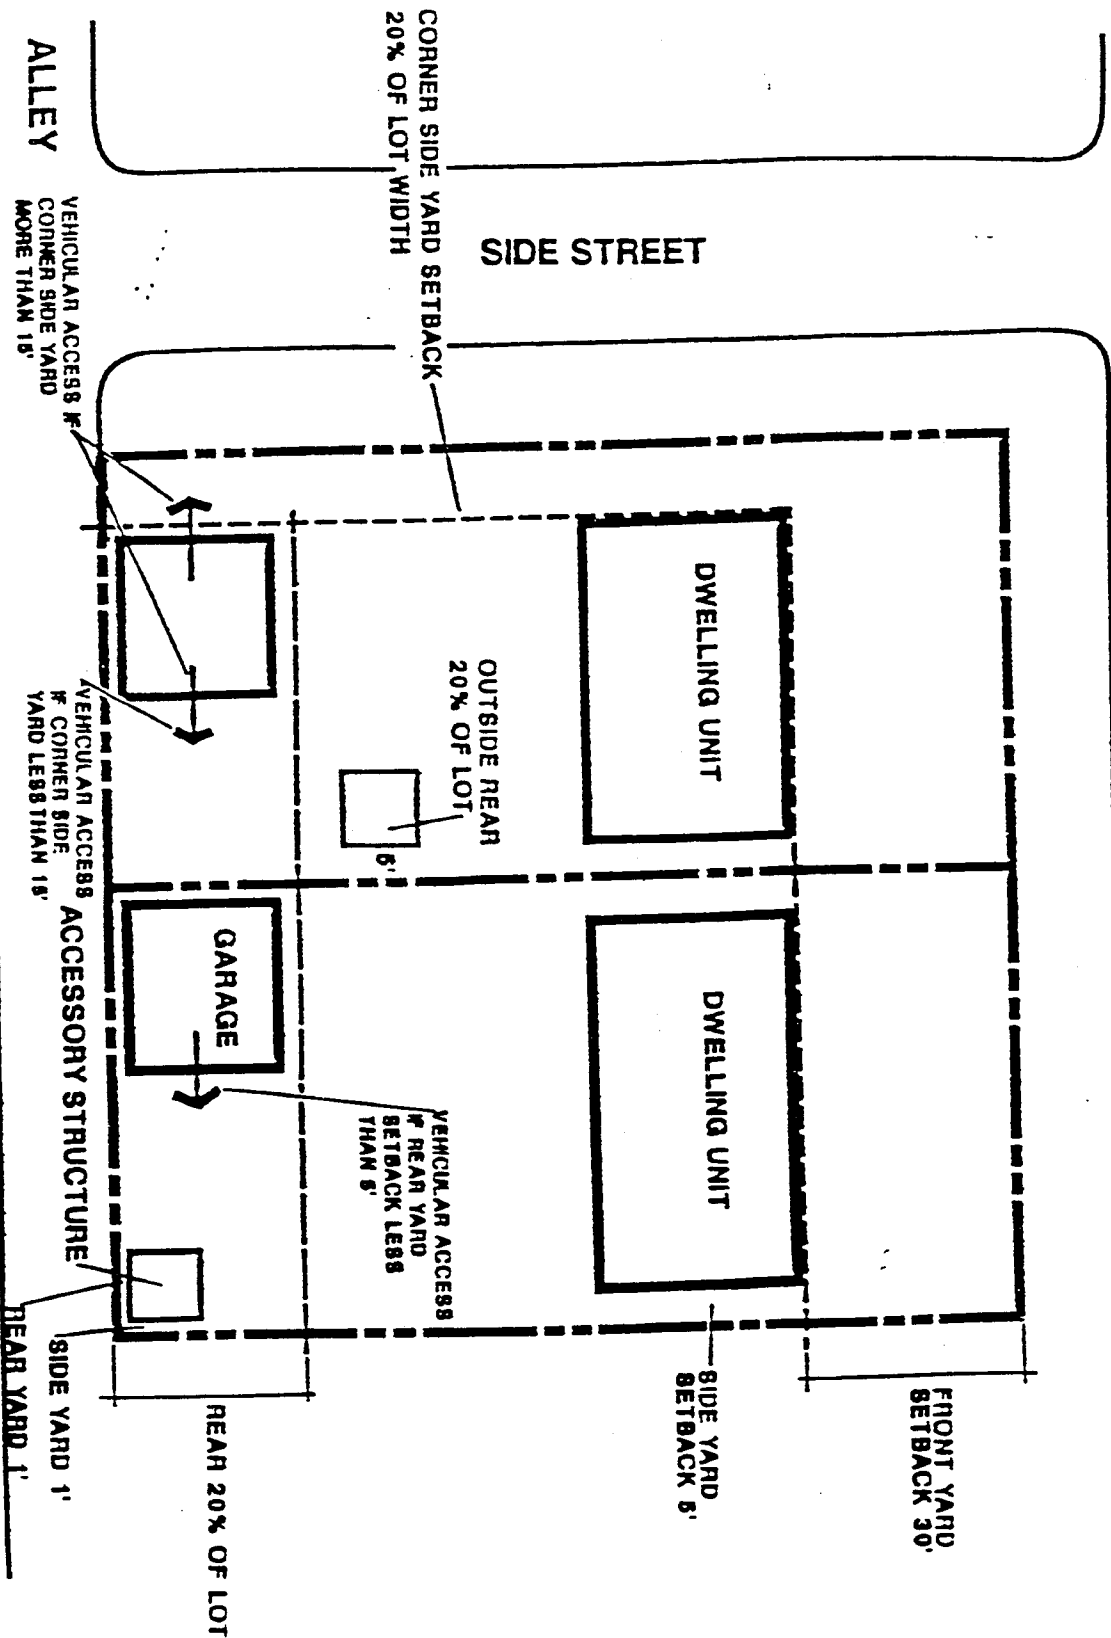 ALLEY
CORNER SIDE YARD SETBACK
20% OF LOT WIDTH
SIDE STREET
VEHICULAR ACCESS IF
CORNER SIDE YARD
MORE THAN 15'
DWELLING UNIT
OUTSIDE REAR
20% OF LOT
5'
VEHICULAR ACCESS
IF CORNER SIDE
YARD LESS THAN 15'
ACCESSORY STRUCTURE
GARAGE
DWELLING UNIT
VEHICULAR ACCESS
IF REAR YARD
SETBACK LESS
THAN 5'
SIDE YARD 1'
REAR YARD 1'
REAR 20% OF LOT
SIDE YARD
SETBACK 5'
FRONT YARD
SETBACK 30'